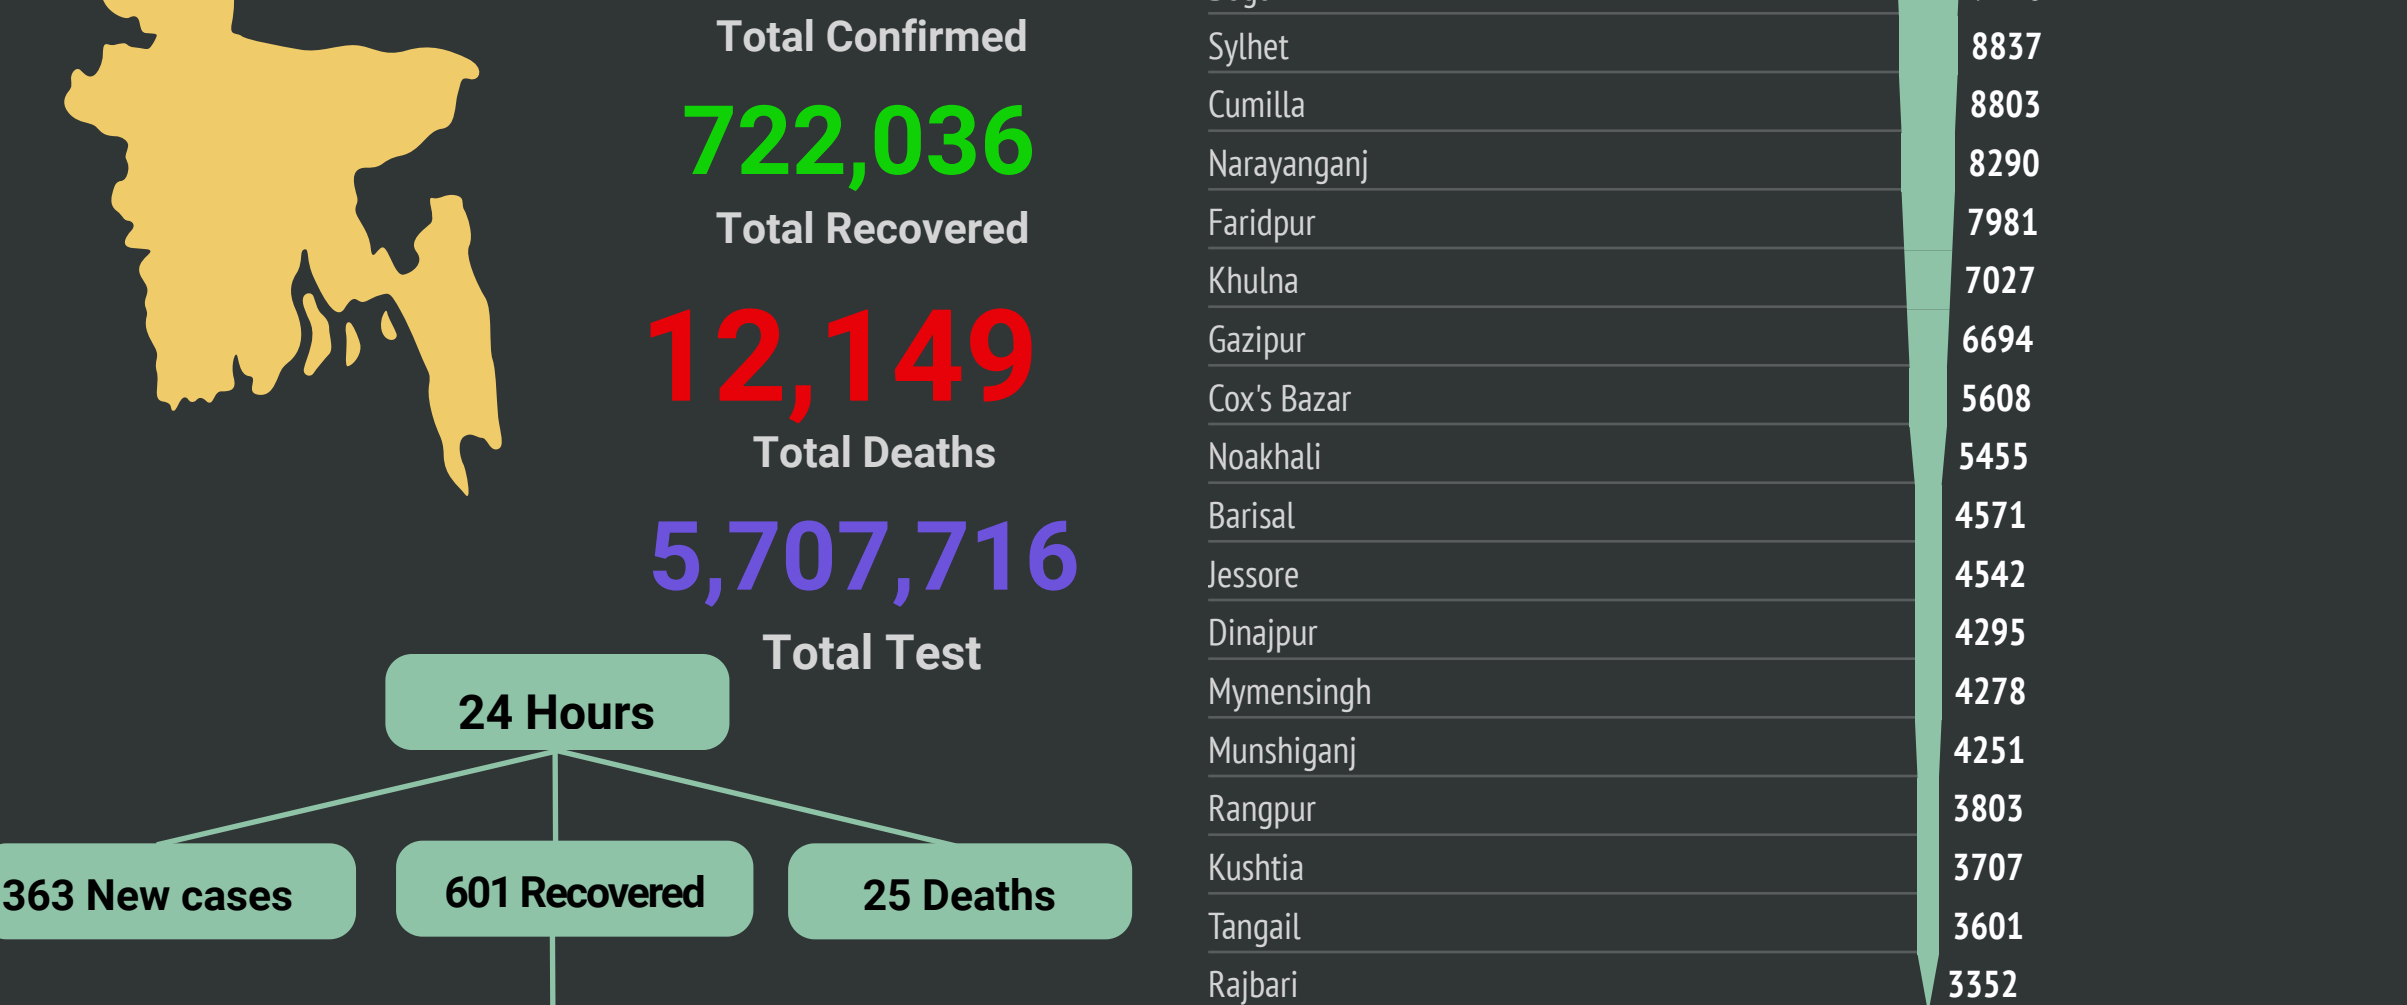 Total Confirmed
722,036
Total Recovered
12,149
Total Deaths
5,707,716
Total Test
24 Hours
363 New cases
601 Recovered
25 Deaths
Sylhet 8837
Cumilla 8803
Narayanganj 8290
Faridpur 7981
Khulna 7027
Gazipur 6694
Cox's Bazar 5608
Noakhali 5455
Barisal 4571
Jessore 4542
Dinajpur 4295
Mymensingh 4278
Munshiganj 4251
Rangpur 3803
Kushtia 3707
Tangail 3601
Rajbari 3352